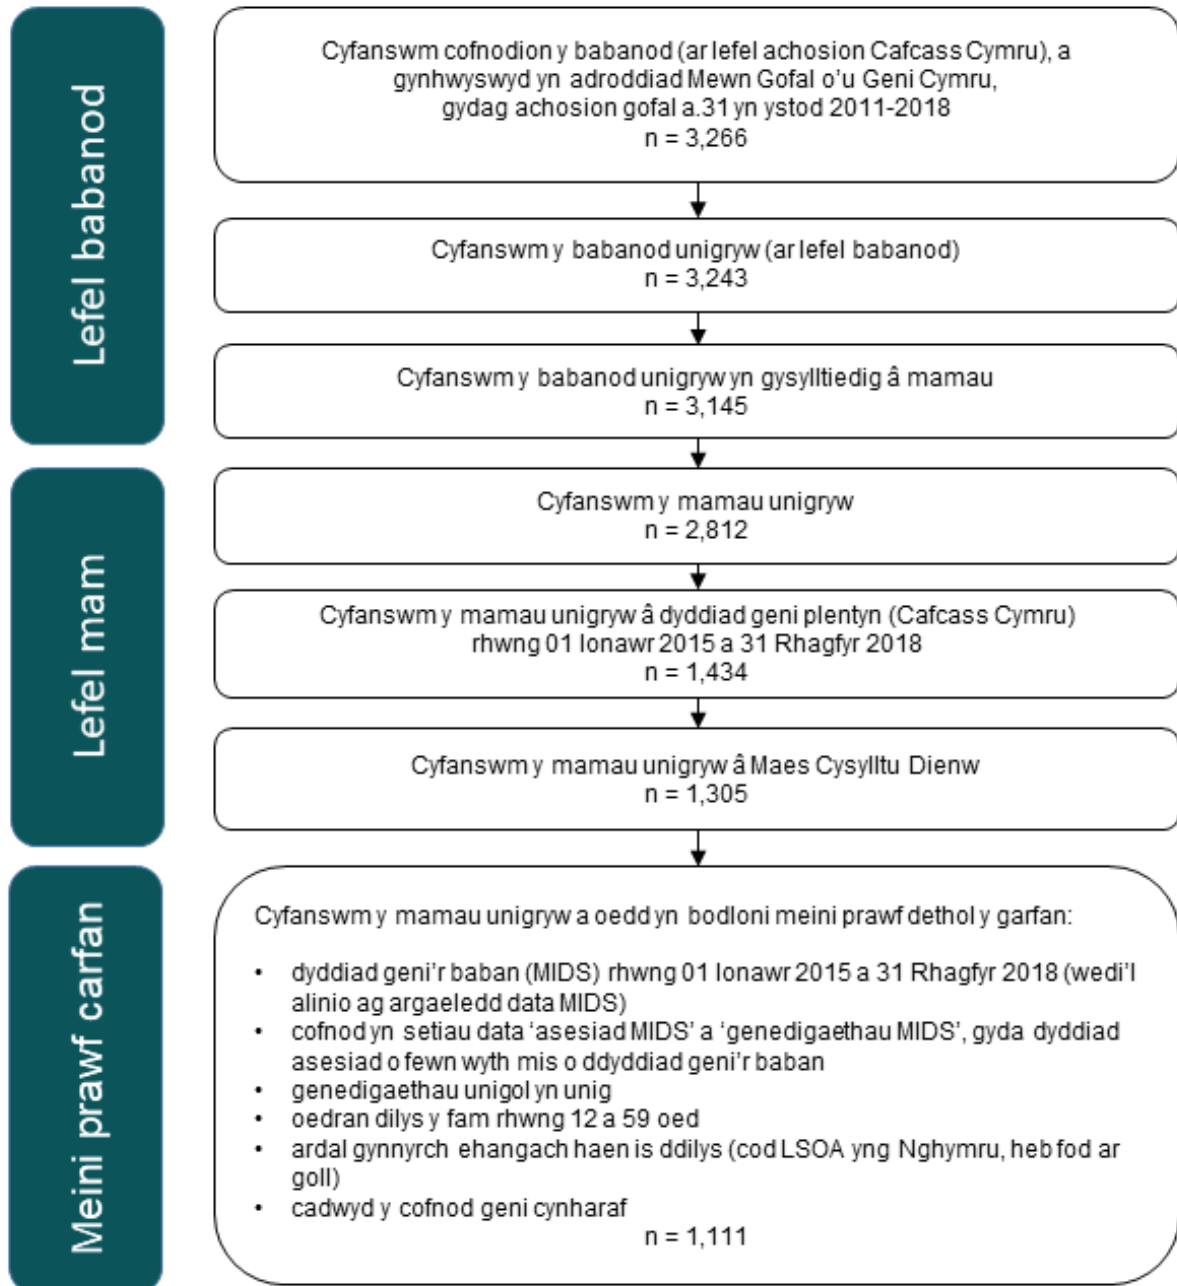 Lefel babanod
Cyfanswm cofnodion y babanod (ar lefel achosion Cafcass Cymru), a
gynhwyswyd yn adroddiad Mewn Gofal o'u Geni Cymru,
gydag achosion gofal a.31 yn ystod 2011-2018
n = 3,266
Cyfanswm y babanod unigryw (ar lefel babanod)
n = 3,243
Cyfanswm y babanod unigryw yn gysylltiedig â mamau
n = 3,145
Lefel mam
Cyfanswm y mamau unigryw
n = 2,812
Cyfanswm y mamau unigryw â dyddiad geni plentyn (Cafcass Cymru)
rhwng 01 Ionawr 2015 a 31 Rhagfyr 2018
n = 1,434
Cyfanswm y mamau unigryw â Maes Cysylltu Dienw
n = 1,305
Meini prawf carfan
Cyfanswm y mamau unigryw a oedd yn bodloni meini prawf dethol y garfan:
• dyddiad geni'r baban (MIDS) rhwng 01 Ionawr 2015 a 31 Rhagfyr 2018 (wedi'i
alinio ag argaeledd data MIDS)
• cofnod yn setiau data 'asesiad MIDS' a 'genedigaethau MIDS', gyda dyddiad
asesiad o fewn wyth mis o ddyddiad geni'r baban
• genedigaethau unigol yn unig
• oedran dilys y fam rhwng 12 a 59 oed
• ardal gynnyrch ehangach haen is ddilys (cod LSOA yng Nghymru, heb fod ar
goll)
• cadwyd y cofnod geni cynharaf
n = 1,111